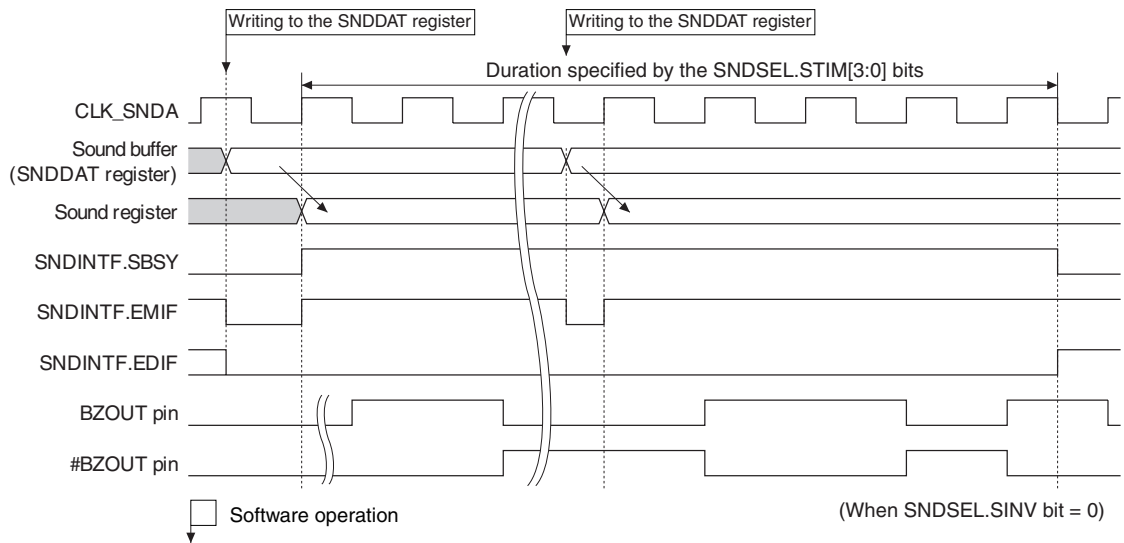 Writing to the SNDDAT register
Writing to the SNDDAT register
Duration specified by the SNDSEL.STIM[3:0] bits
CLK_SNDA
Sound buffer
(SNDDAT register)
Sound register
SNDINTF.SBSY
SNDINTF.EMIF
SNDINTF.EDIF
BZOUT pin
#BZOUT pin
Software operation
(When SNDSEL.SINV bit = 0)